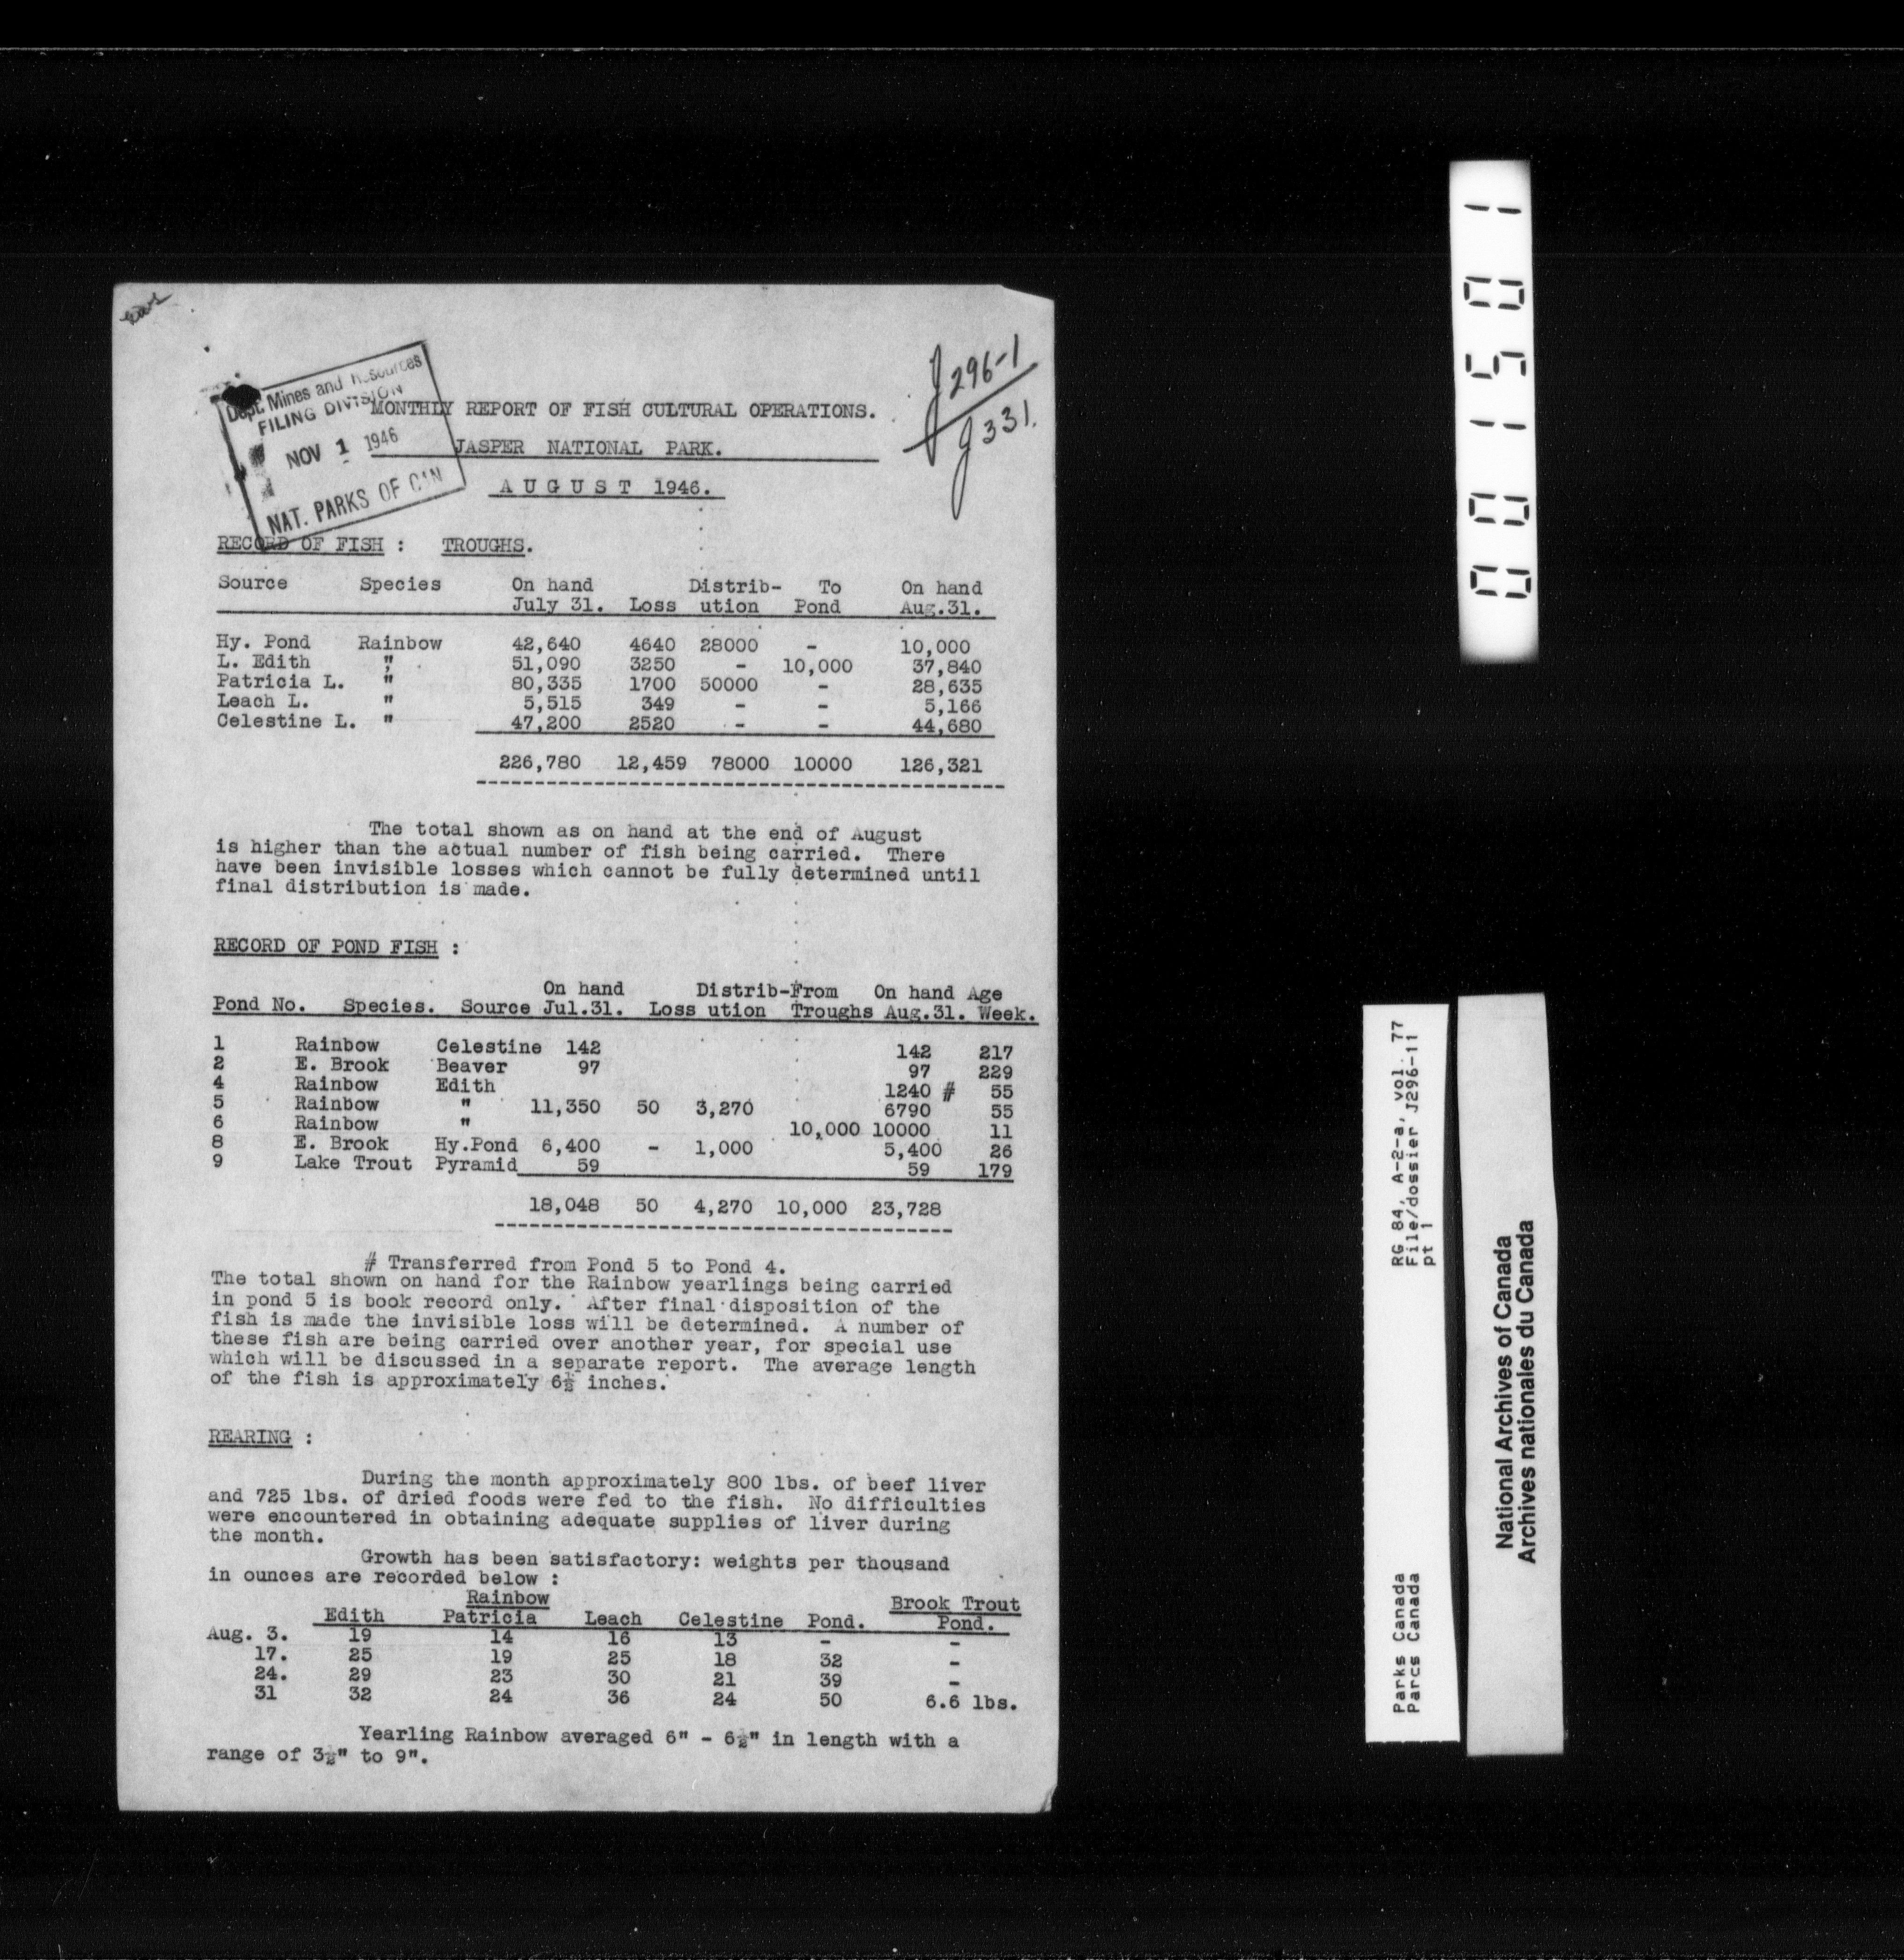 Dept. Mines and Resources
FILING DIVISION
NOV 1 1946
NAT. PARKS OF CAN
J296-1
J331.
MONTHLY REPORT OF FISH CULTURAL OPERATIONS.
JASPER NATIONAL PARK.
AUGUST 1946.
RECORD OF FISH : TROUGHS.
Source Species On hand Distrib- To On hand
July 31. Loss ution Pond Aug.31.
Hy. Pond Rainbow 42,640 4640 28000 - 10,000
L. Edith " 51,090 3250 - 10,000 37,840
Patricia L. " 80,335 1700 50000 - 28,635
Leach L. " 5,515 349 - - 5,166
Celestine L. " 47,200 2520 - - 44,680
226,780 12,459 78000 10000 126,321
The total shown as on hand at the end of August
is higher than the actual number of fish being carried. There
have been invisible losses which cannot be fully determined until
final distribution is made.
RECORD OF POND FISH :
On hand Distrib-From On hand Age
Pond No. Species. Source Jul.31. Loss ution Troughs Aug.31. Week.
1 Rainbow Celestine 142 142 217
2 E. Brook Beaver 97 97 229
4 Rainbow Edith 1240 # 55
5 Rainbow " 11,350 50 3,270 6790 55
6 Rainbow " 10,000 10000 11
8 E. Brook Hy.Pond 6,400 - 1,000 5,400 26
9 Lake Trout Pyramid 59 59 179
18,048 50 4,270 10,000 23,728
# Transferred from Pond 5 to Pond 4.
The total shown on hand for the Rainbow yearlings being carried
in pond 5 is book record only. After final disposition of the
fish is made the invisible loss will be determined. A number of
these fish are being carried over another year, for special use
which will be discussed in a separate report. The average length
of the fish is approximately 6½ inches.
REARING :
During the month approximately 800 lbs. of beef liver
and 725 lbs. of dried foods were fed to the fish. No difficulties
were encountered in obtaining adequate supplies of liver during
the month.
Growth has been satisfactory: weights per thousand
in ounces are recorded below :
Rainbow Brook Trout
Edith Patricia Leach Celestine Pond. Pond.
Aug. 3. 19 14 16 13 - -
17. 25 19 25 18 32 -
24. 29 23 30 21 39 -
31 32 24 36 24 50 6.6 lbs.
Yearling Rainbow averaged 6" - 6½" in length with a
range of 3½" to 9".
001501
RG 84, A-2-a, vol. 77
File/dossier J296-11
pt 1
Parks Canada
Parcs Canada
National Archives of Canada
Archives nationales du Canada